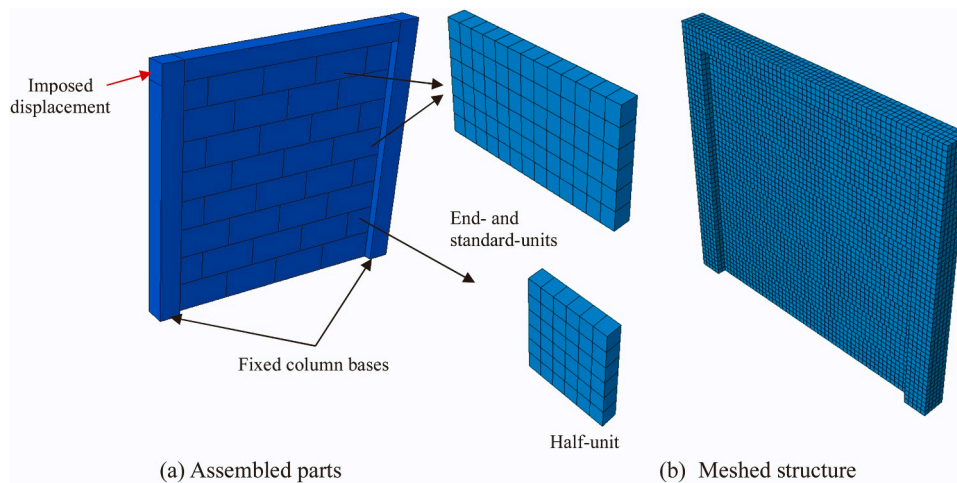 Imposed
displacement
End- and
standard-units
Fixed column bases
Half-unit
(a) Assembled parts
(b) Meshed structure